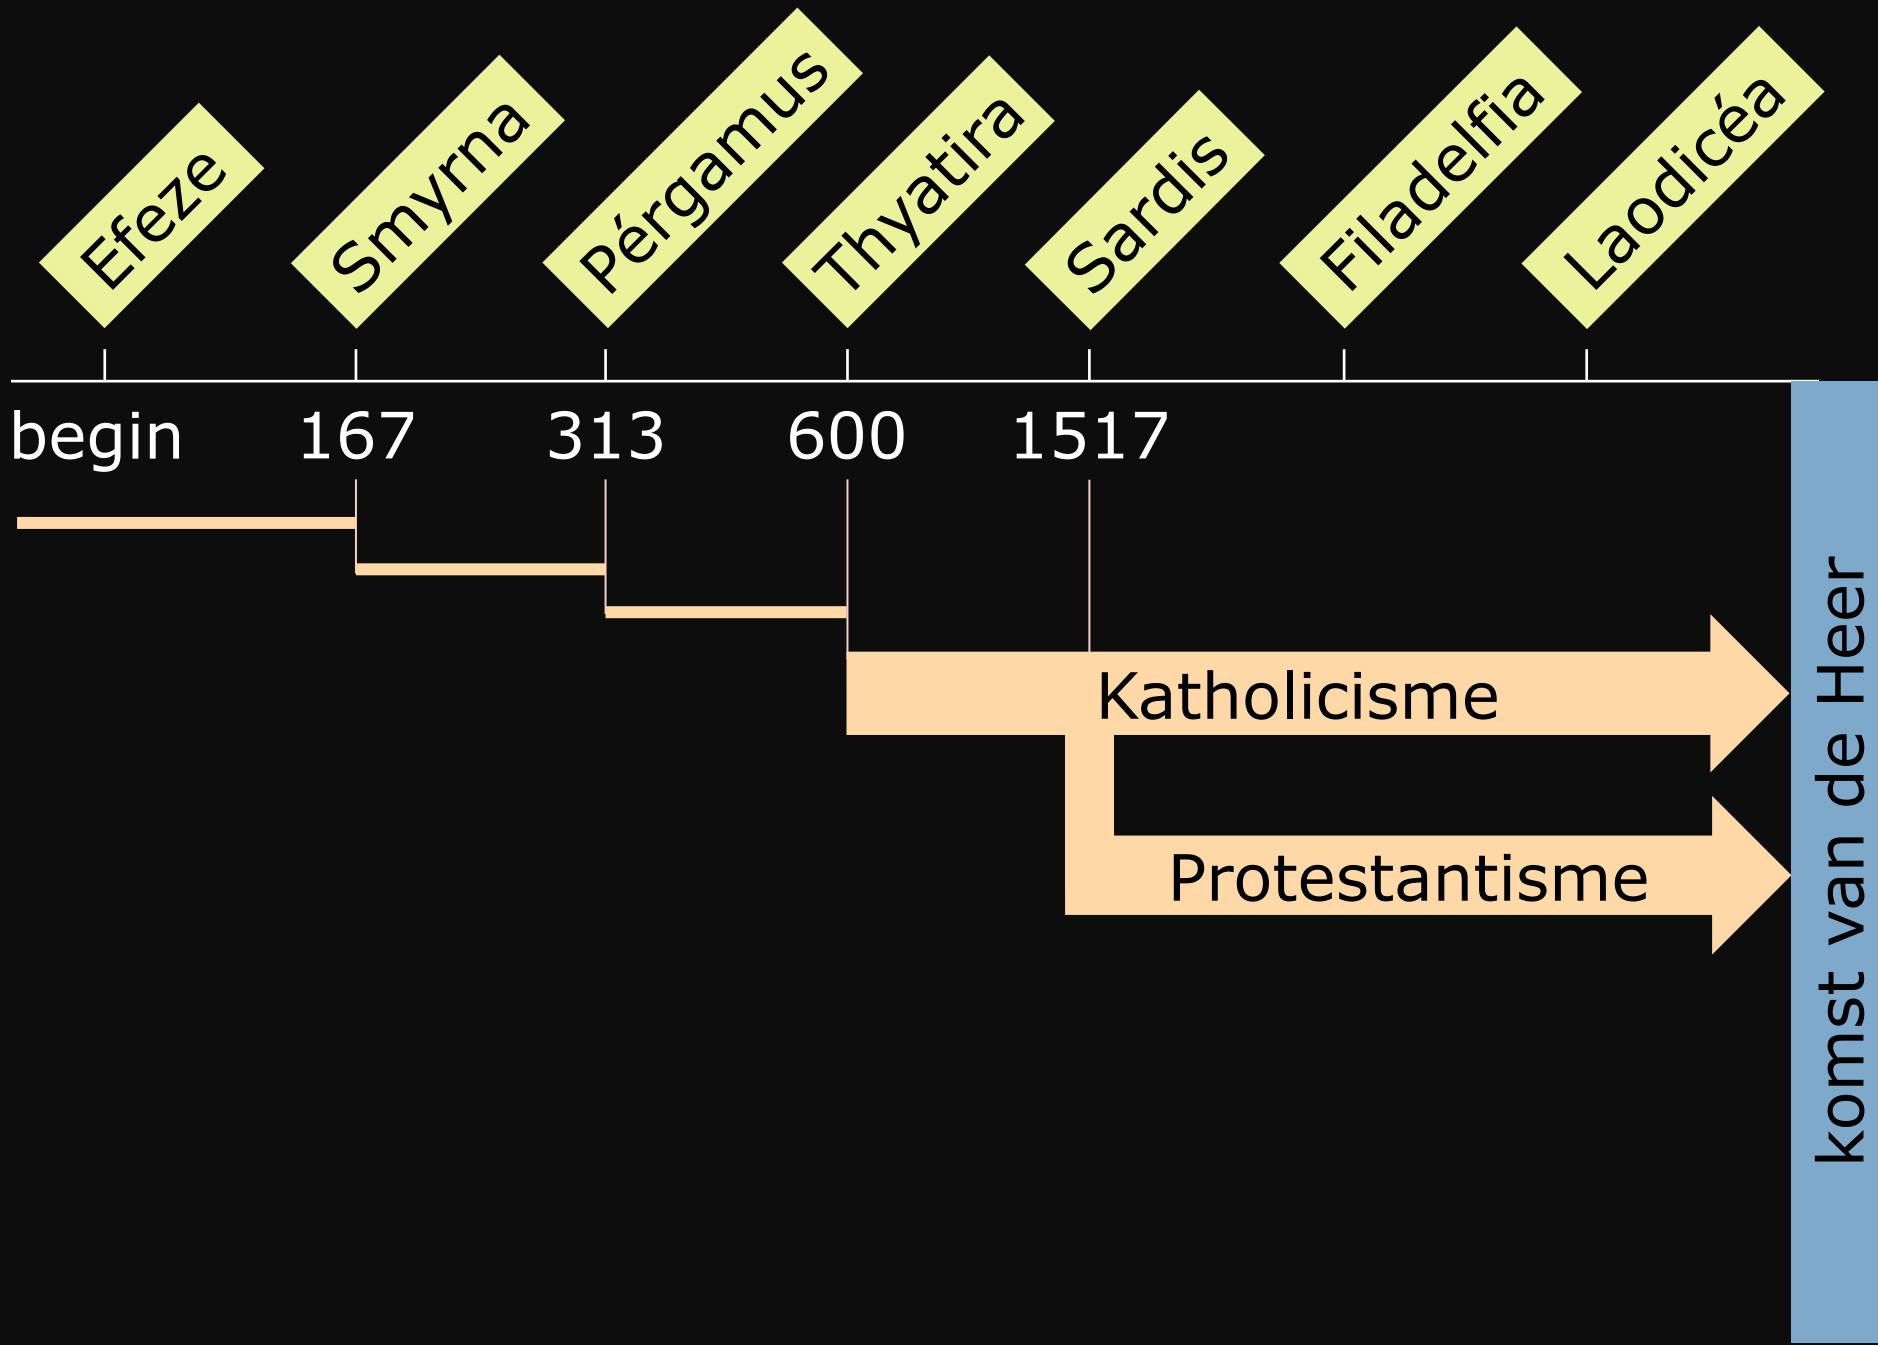 Efeze
Smyrna
Pérgamus
Thyatira
Sardis
Filadelfia
Laodicéa
begin 167 313 600 1517
Katholicisme
Protestantisme
komst van de Heer